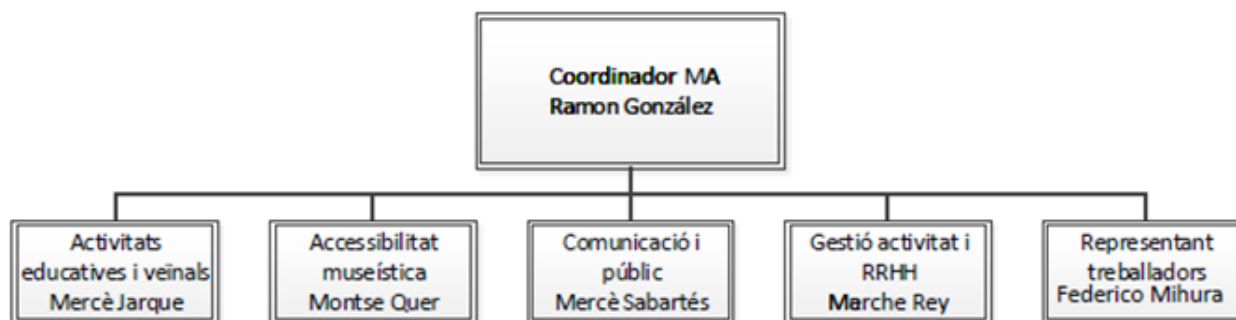 Coordinador MA
Ramon González
Activitats
educatives i veïnals
Mercè Jarque
Accessibilitat
museística
Montse Quer
Comunicació i
públic
Mercè Sabartés
Gestió activitat i
RRHH
Marche Rey
Representant
treballadors
Federico Mihura